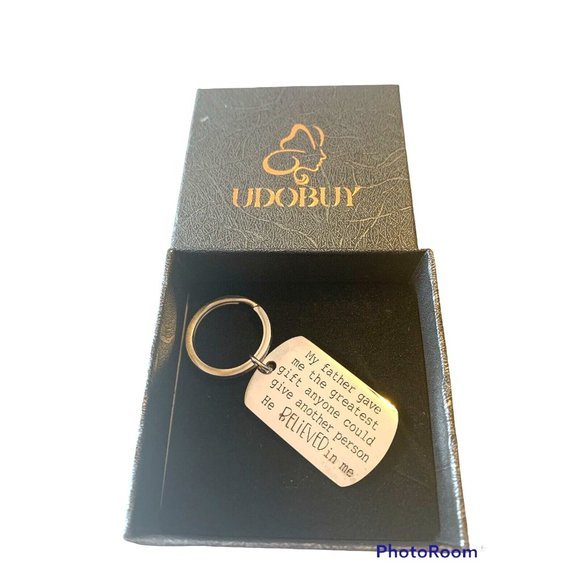 UDOBUY
My father gave
me the greatest
gift anyone could
give another person
He BELIEVED in me
PhotoRoom